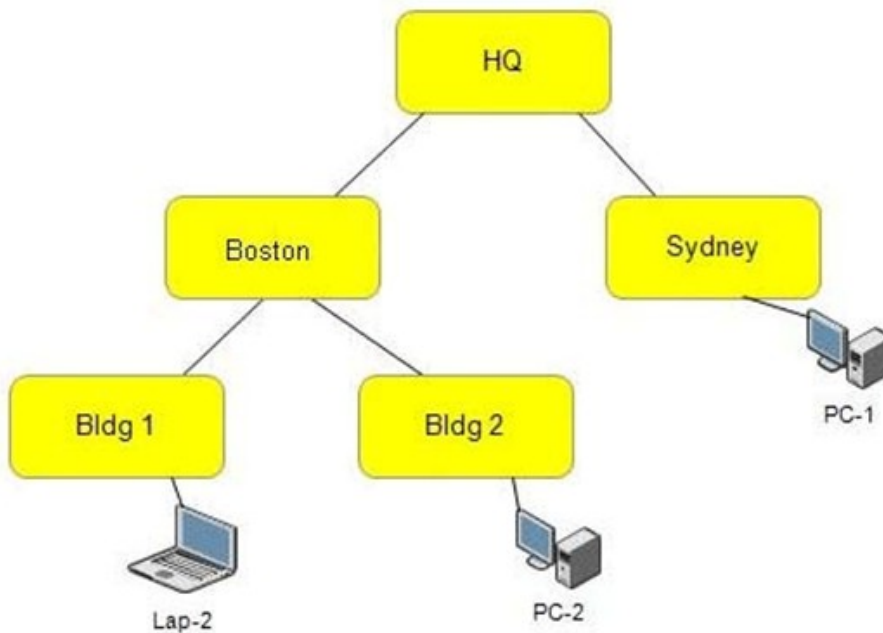 HQ
Boston
Sydney
Bldg 1
Bldg 2
PC-1
Lap-2
PC-2